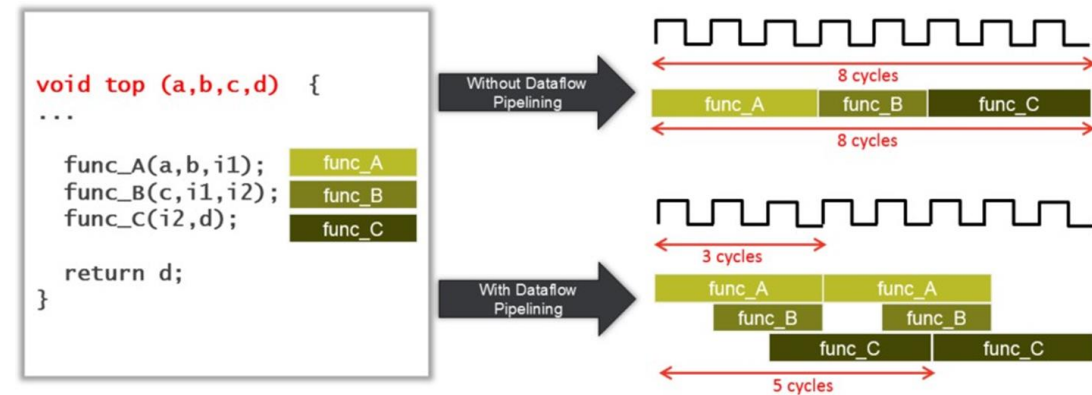 void top (a,b,c,d) {
...
func_A(a,b,i1);
func_B(c,i1,i2);
func_C(i2,d);
return d;
}
func_A
func_B
func_C
Without Dataflow
Pipelining
8 cycles
func_A func_B func_C
8 cycles
With Dataflow
Pipelining
3 cycles
func_A func_A
func_B func_B
func_C func_C
5 cycles